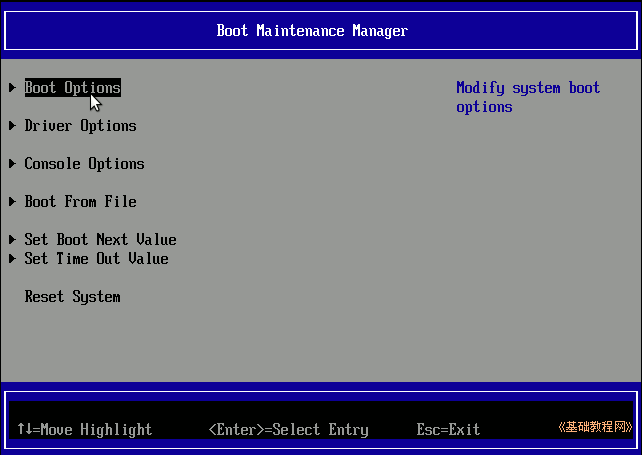 Boot Maintenance Manager
Boot Options
Modify system boot
options
Driver Options
Console Options
Boot From File
Set Boot Next Value
Set Time Out Value
Reset System
↑↓=Move Highlight <Enter>=Select Entry Esc=Exit
《基础教程网》